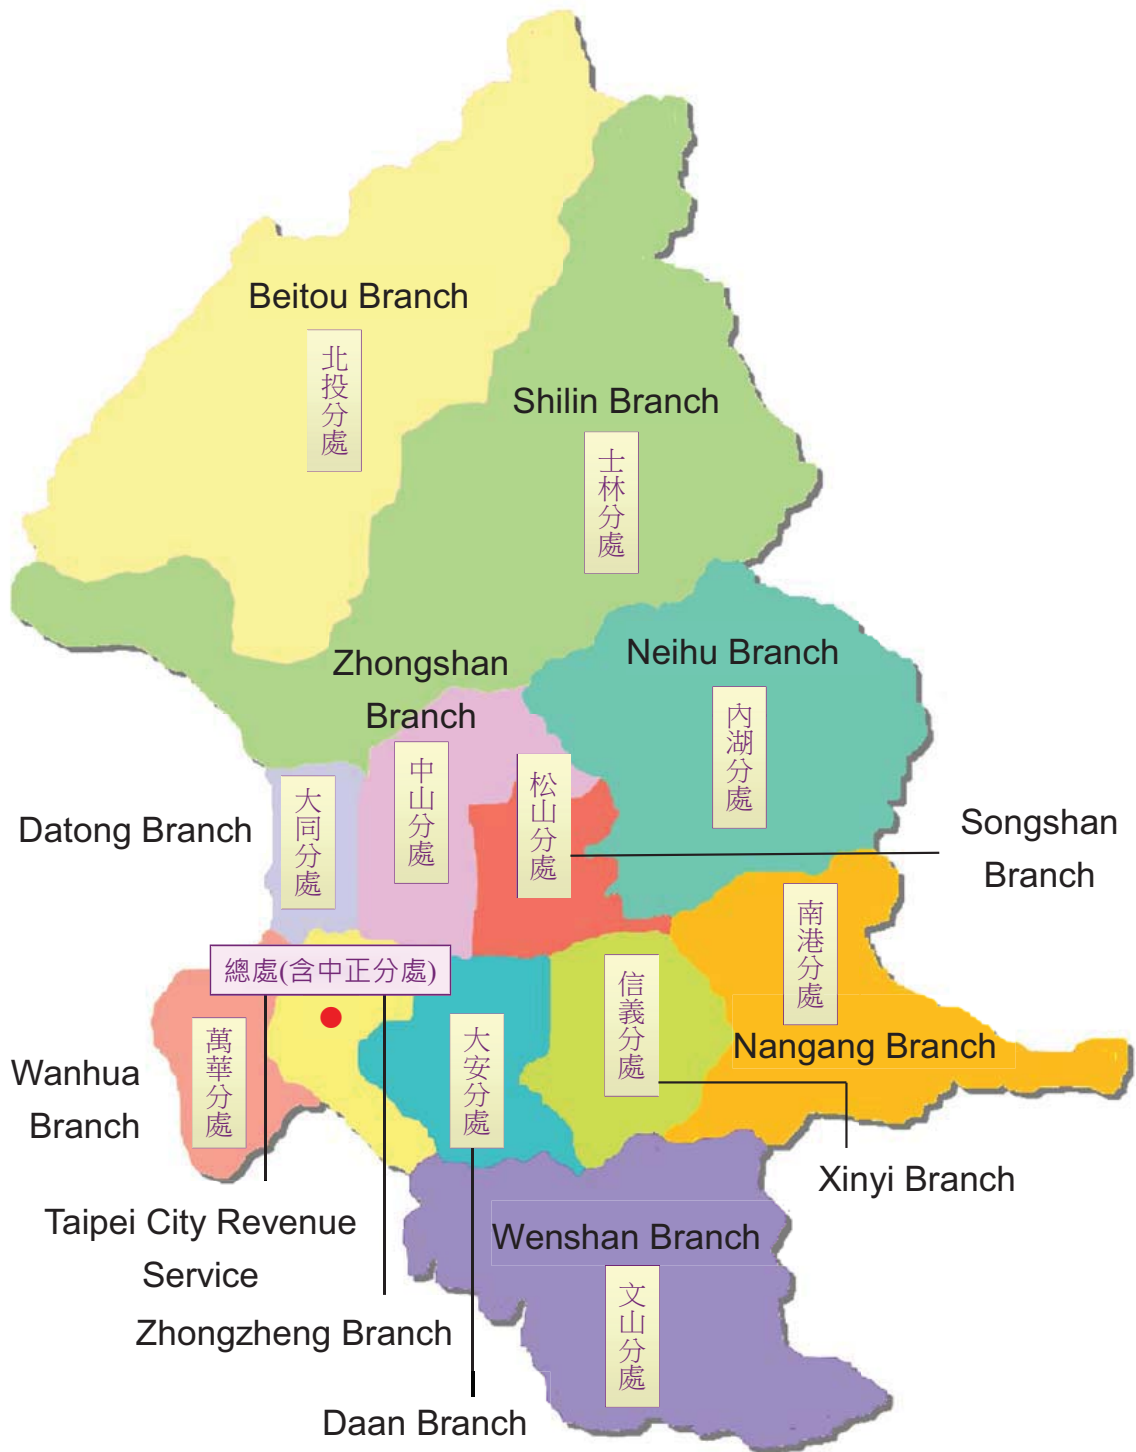 Beitou Branch
北投分處
Shilin Branch
士林分處
Zhongshan
Branch
中山分處
Neihu Branch
內湖分處
Datong Branch
大同分處
松山分處
Songshan
Branch
南港分處
Nangang Branch
總處(含中正分處)
Wanhua
Branch
萬華分處
大安分處
信義分處
Xinyi Branch
Taipei City Revenue
Service
Zhongzheng Branch
Daan Branch
Wenshan Branch
文山分處